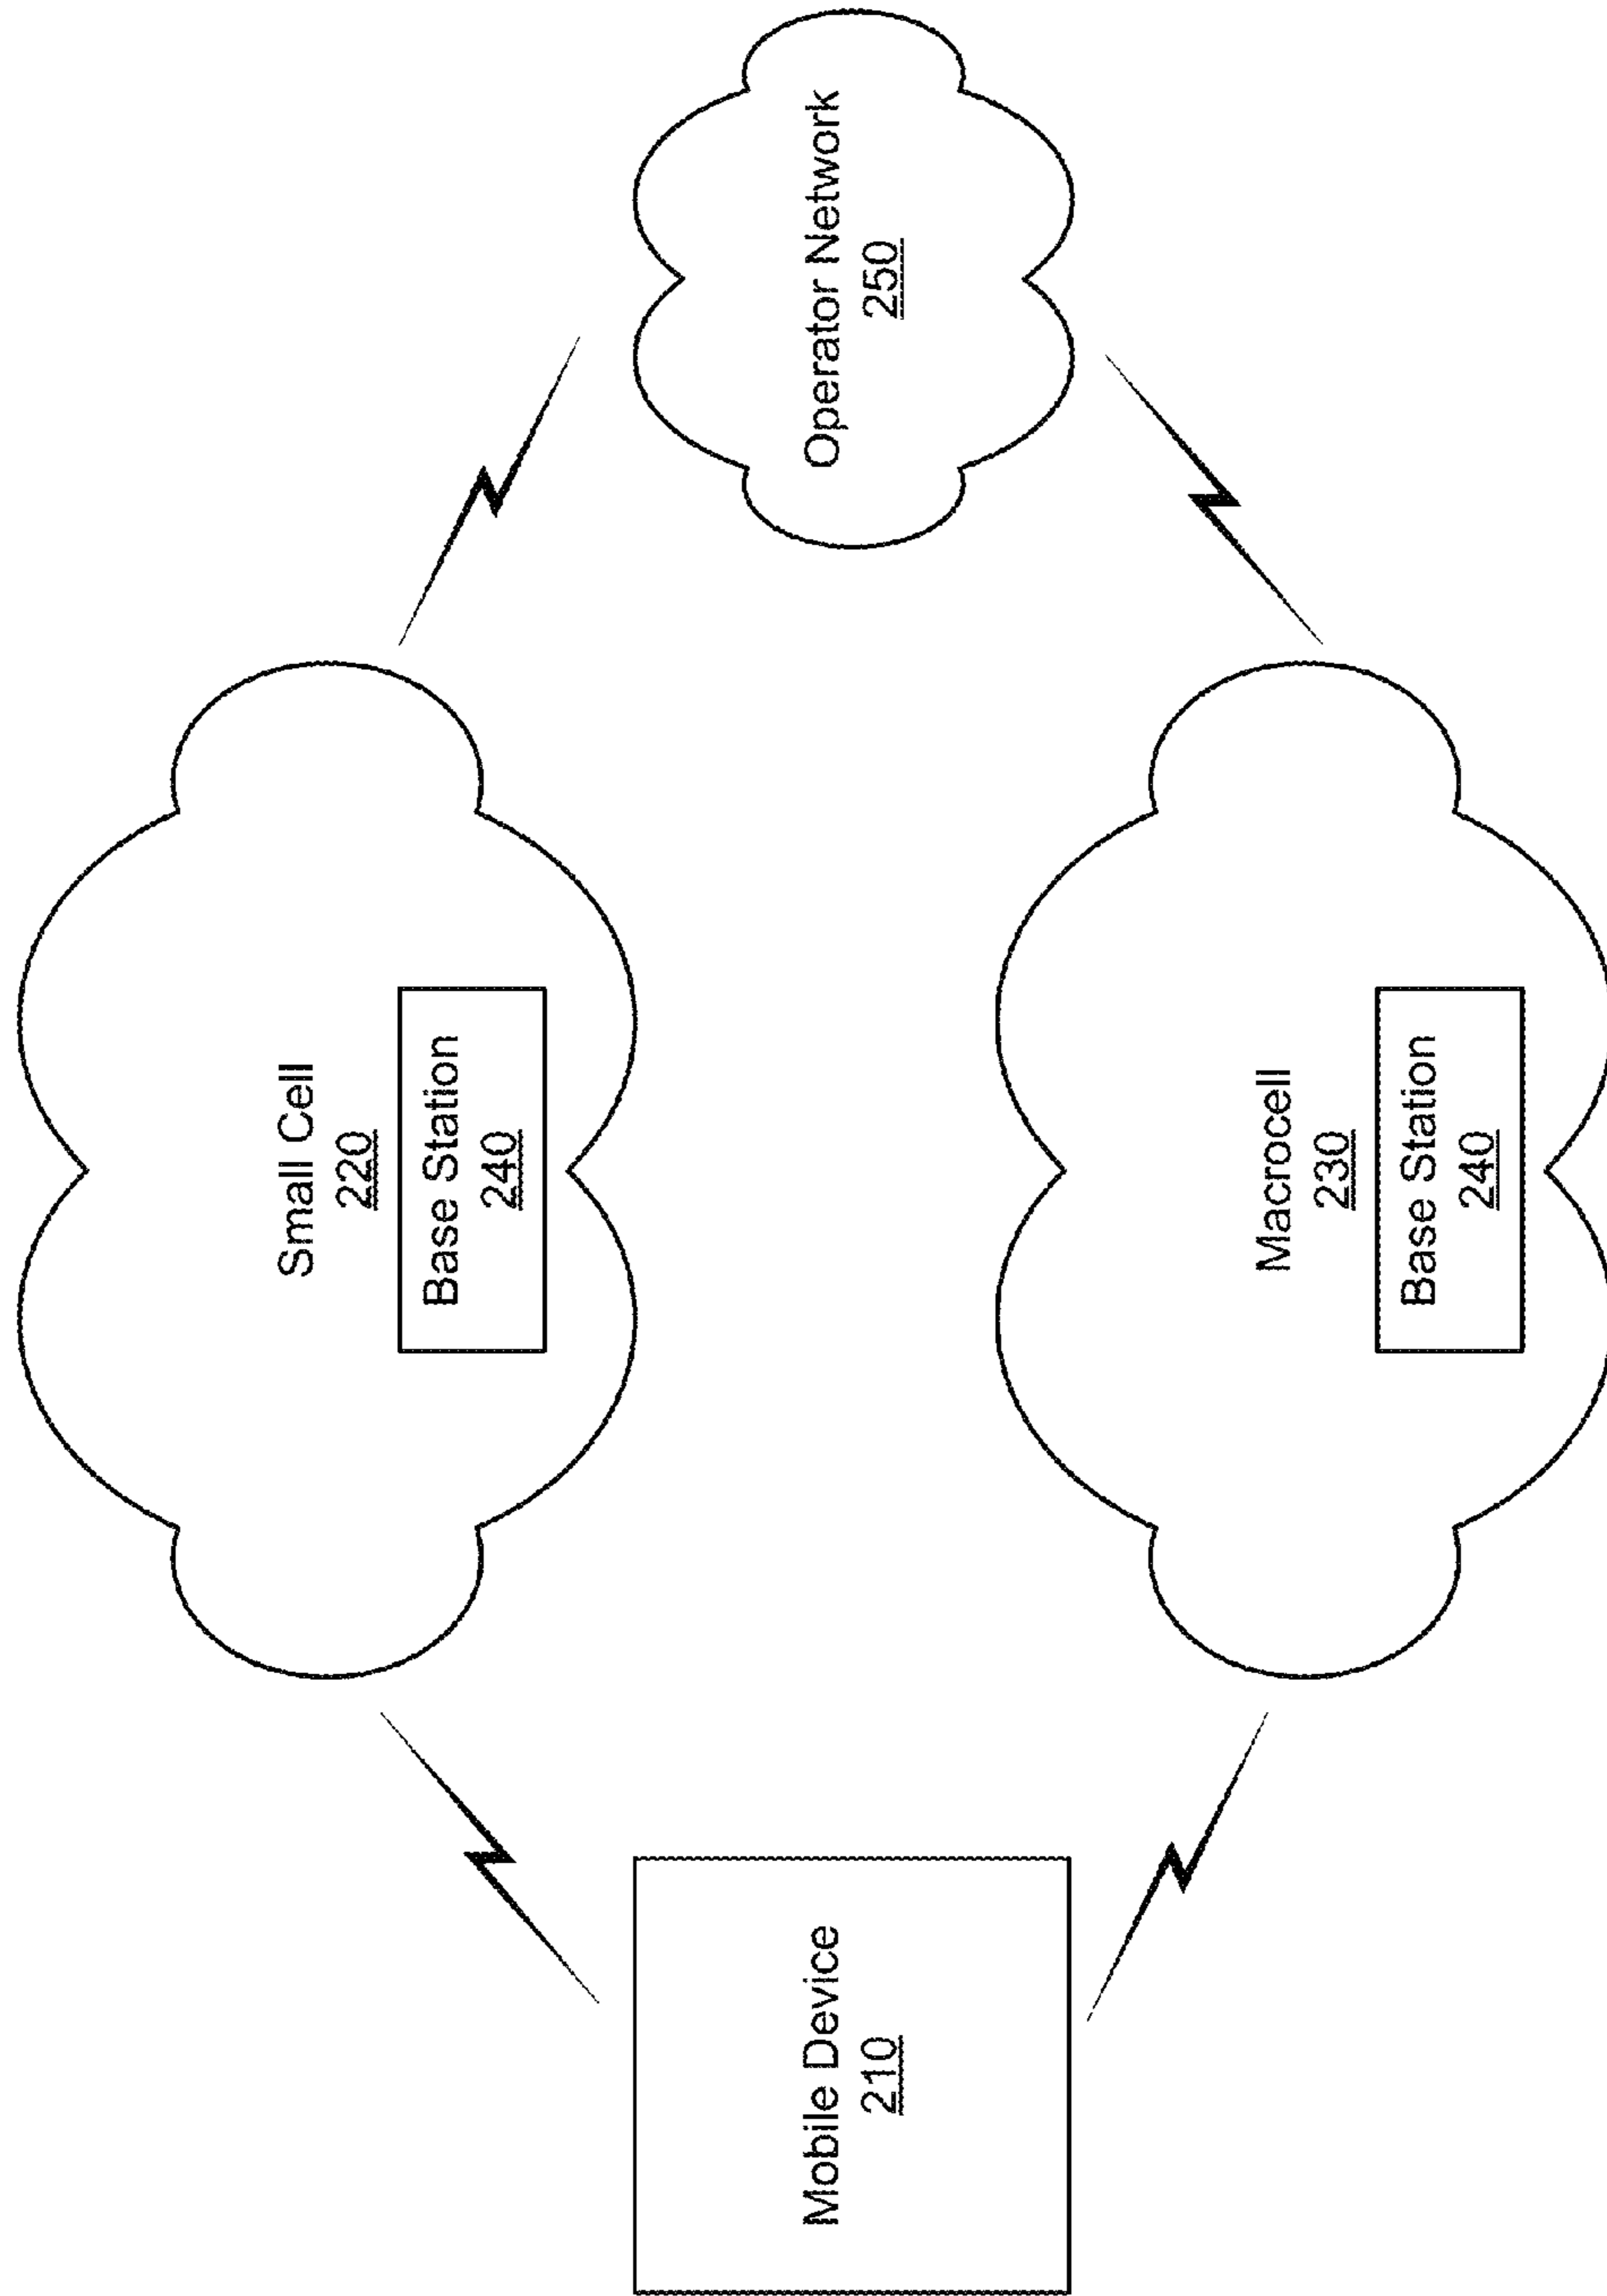 Small Cell
220
Base Station
240
Mobile Device
210
Operator Network
250
Macrocell
230
Base Station
240